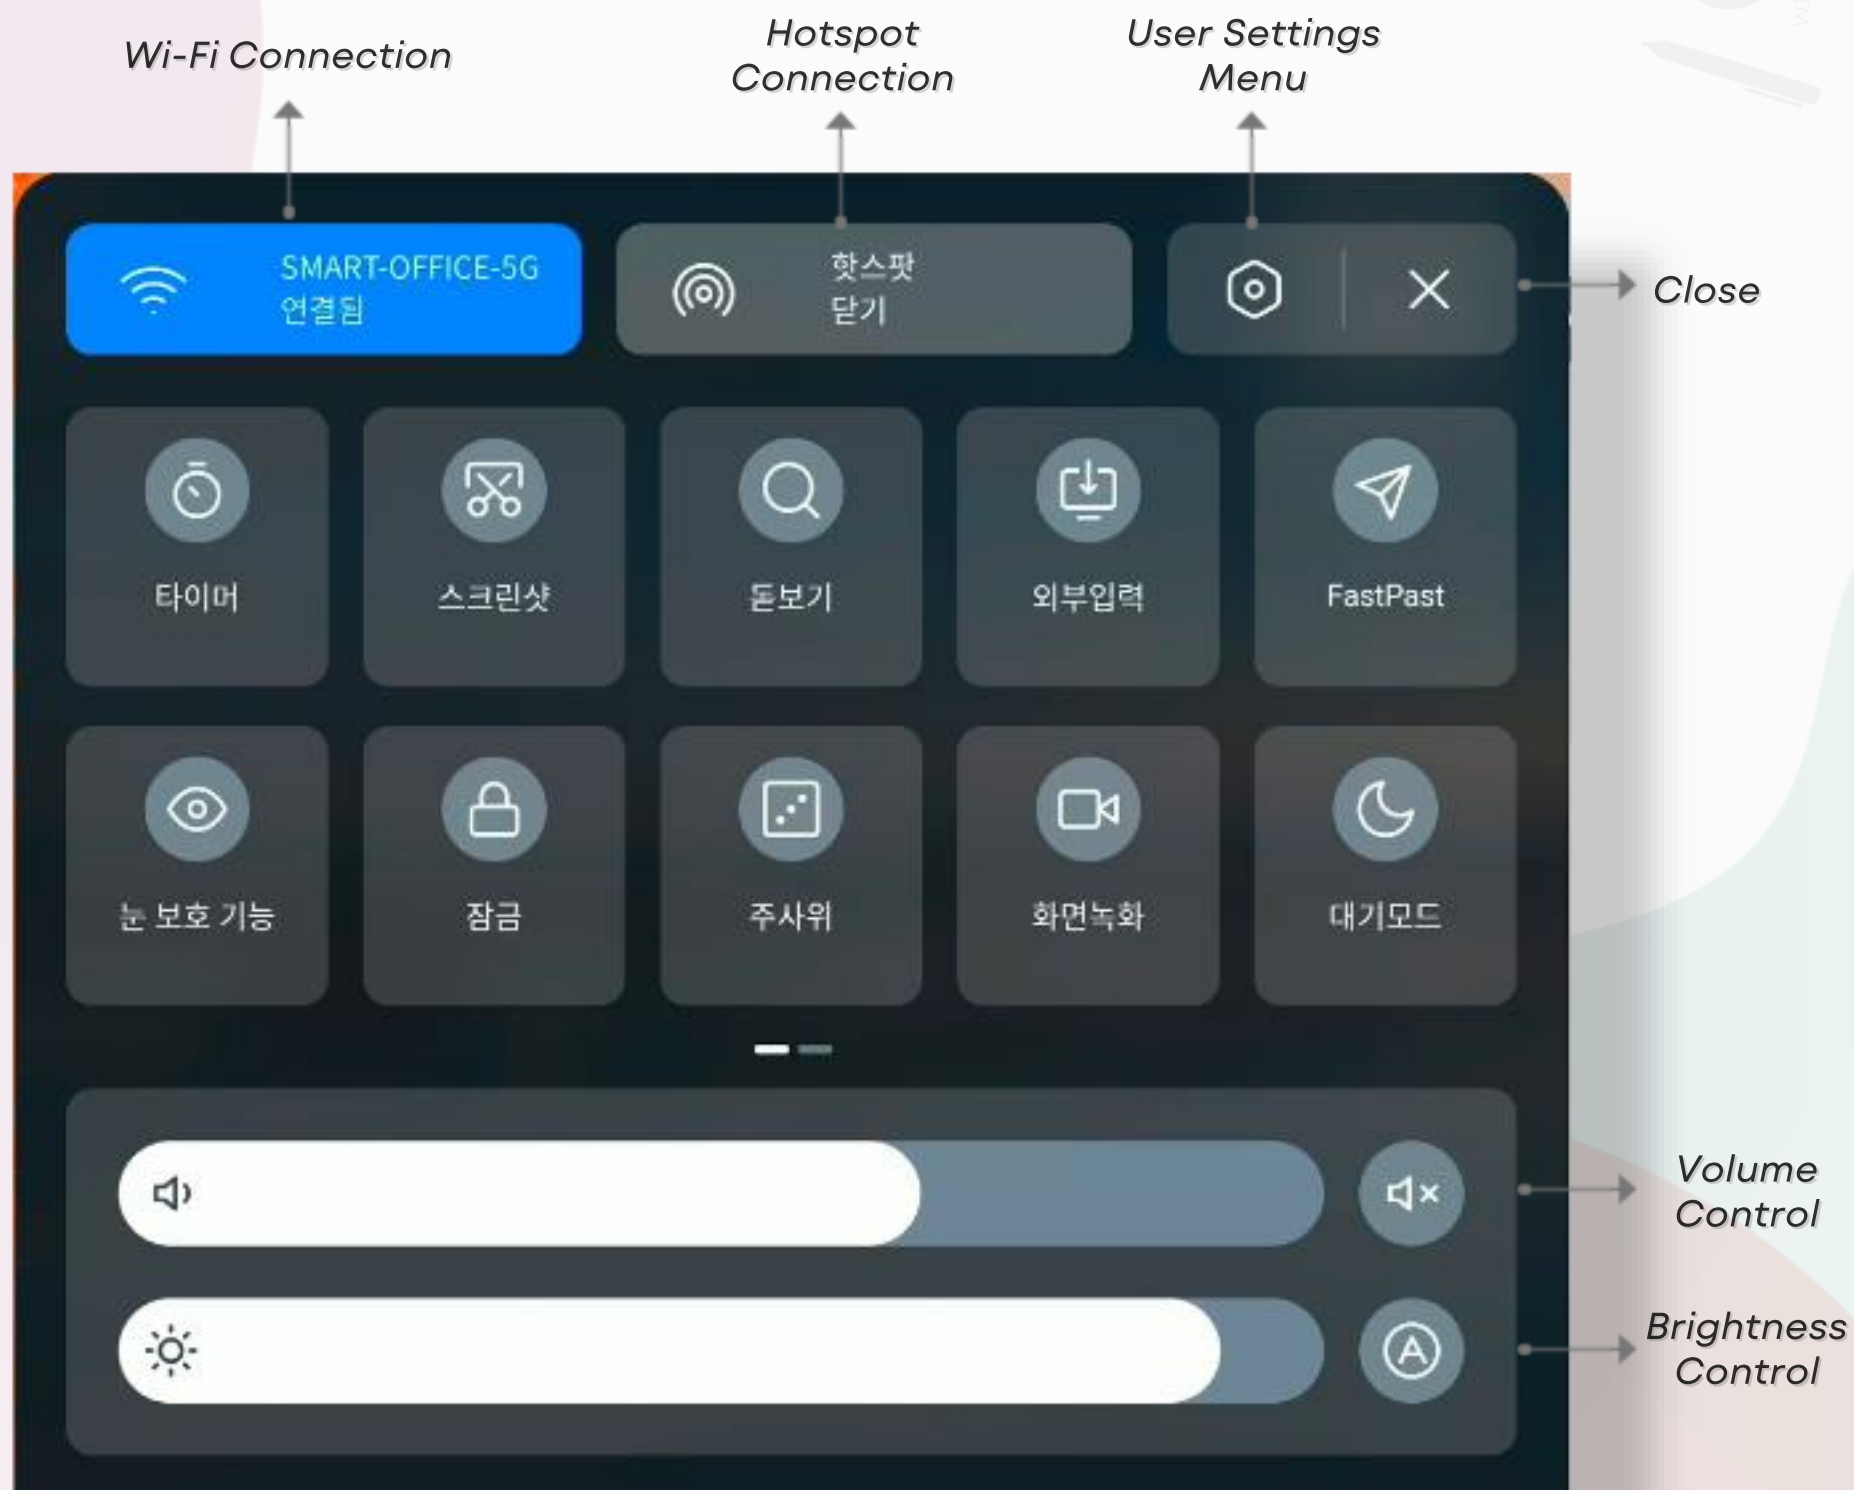 Wi-Fi Connection
Hotspot
Connection
User Settings
Menu
TM
SMART-OFFICE-5G
연결됨
핫스팟
닫기
Close
타이머
스크린샷
돋보기
외부입력
FastPast
눈 보호 기능
잠금
주사위
화면녹화
대기모드
Volume
Control
A
Brightness
Control